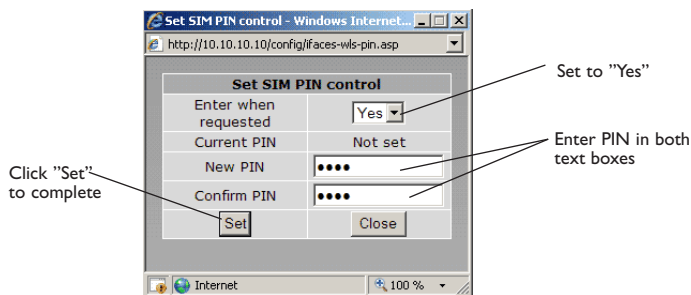 Set SIM PIN control - Windows Internet...
http://10.10.10.10/config/ifaces-wls-pin.asp
Set SIM PIN control
Enter when
requested
Yes
Current PIN
Not set
New PIN
••••
Confirm PIN
••••
Set
Close
Internet
100 %
Set to ”Yes”
Enter PIN in both
text boxes
Click ”Set”
to complete